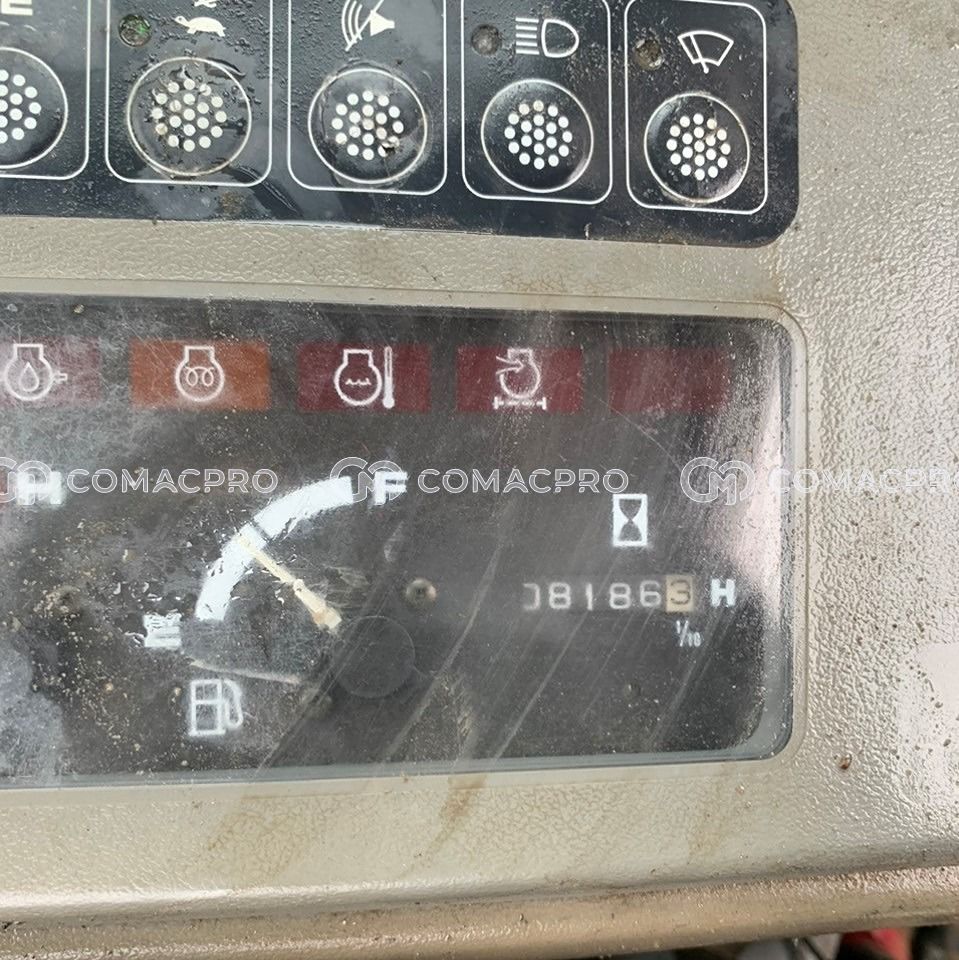 E
H COMACPRO F COMACPRO COMACPRO
081863 H
1/10
E